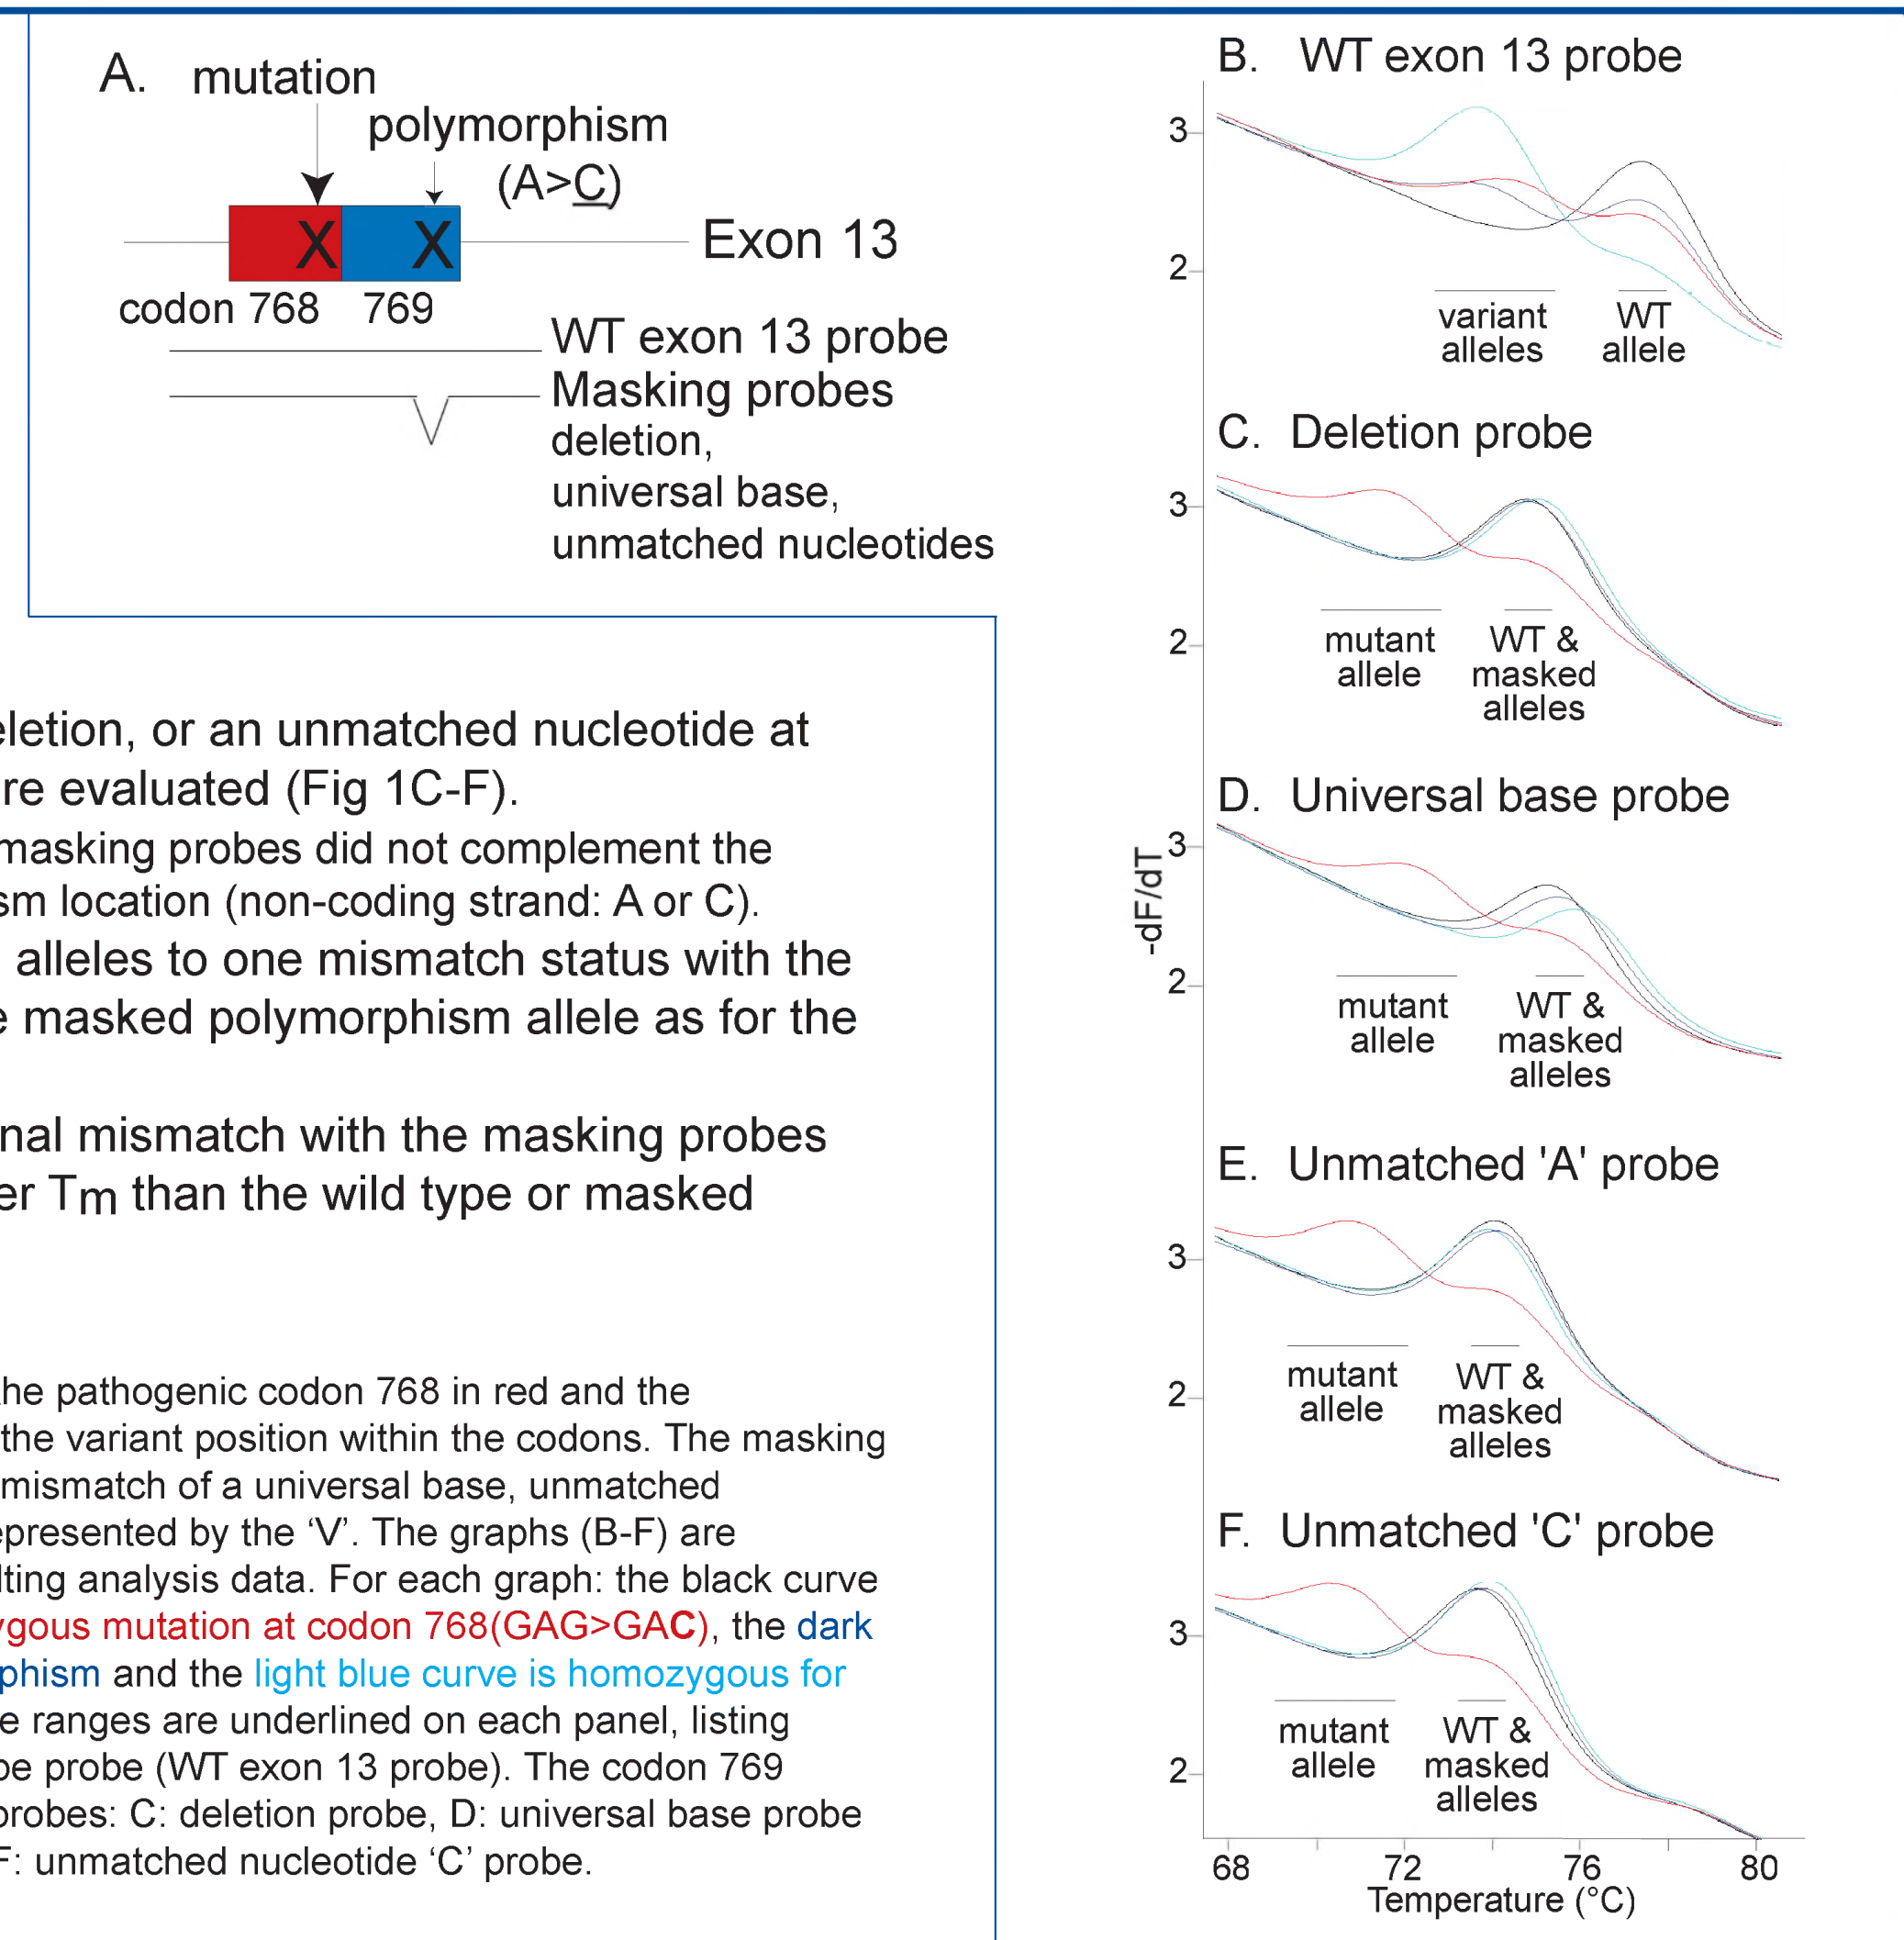 A. mutation
polymorphism
(A>C)
X X
Exon 13
codon 768 769
WT exon 13 probe
Masking probes
deletion,
universal base,
unmatched nucleotides
eletion, or an unmatched nucleotide at
re evaluated (Fig 1C-F).
masking probes did not complement the
sm location (non-coding strand: A or C).
alleles to one mismatch status with the
e masked polymorphism allele as for the
nal mismatch with the masking probes
er Tm than the wild type or masked
he pathogenic codon 768 in red and the
the variant position within the codons. The masking
mismatch of a universal base, unmatched
epresented by the ‘V’. The graphs (B-F) are
lting analysis data. For each graph: the black curve
ygous mutation at codon 768(GAG>GAC), the dark
phism and the light blue curve is homozygous for
e ranges are underlined on each panel, listing
pe probe (WT exon 13 probe). The codon 769
probes: C: deletion probe, D: universal base probe
F: unmatched nucleotide ‘C’ probe.
B. WT exon 13 probe
3
2
variant
alleles
WT
allele
C. Deletion probe
3
2
mutant
allele
WT &
masked
alleles
D. Universal base probe
3
-dF/dT
2
mutant
allele
WT &
masked
alleles
E. Unmatched 'A' probe
3
2
mutant
allele
WT &
masked
alleles
F. Unmatched 'C' probe
3
2
mutant
allele
WT &
masked
alleles
68 72 76 80
Temperature (°C)